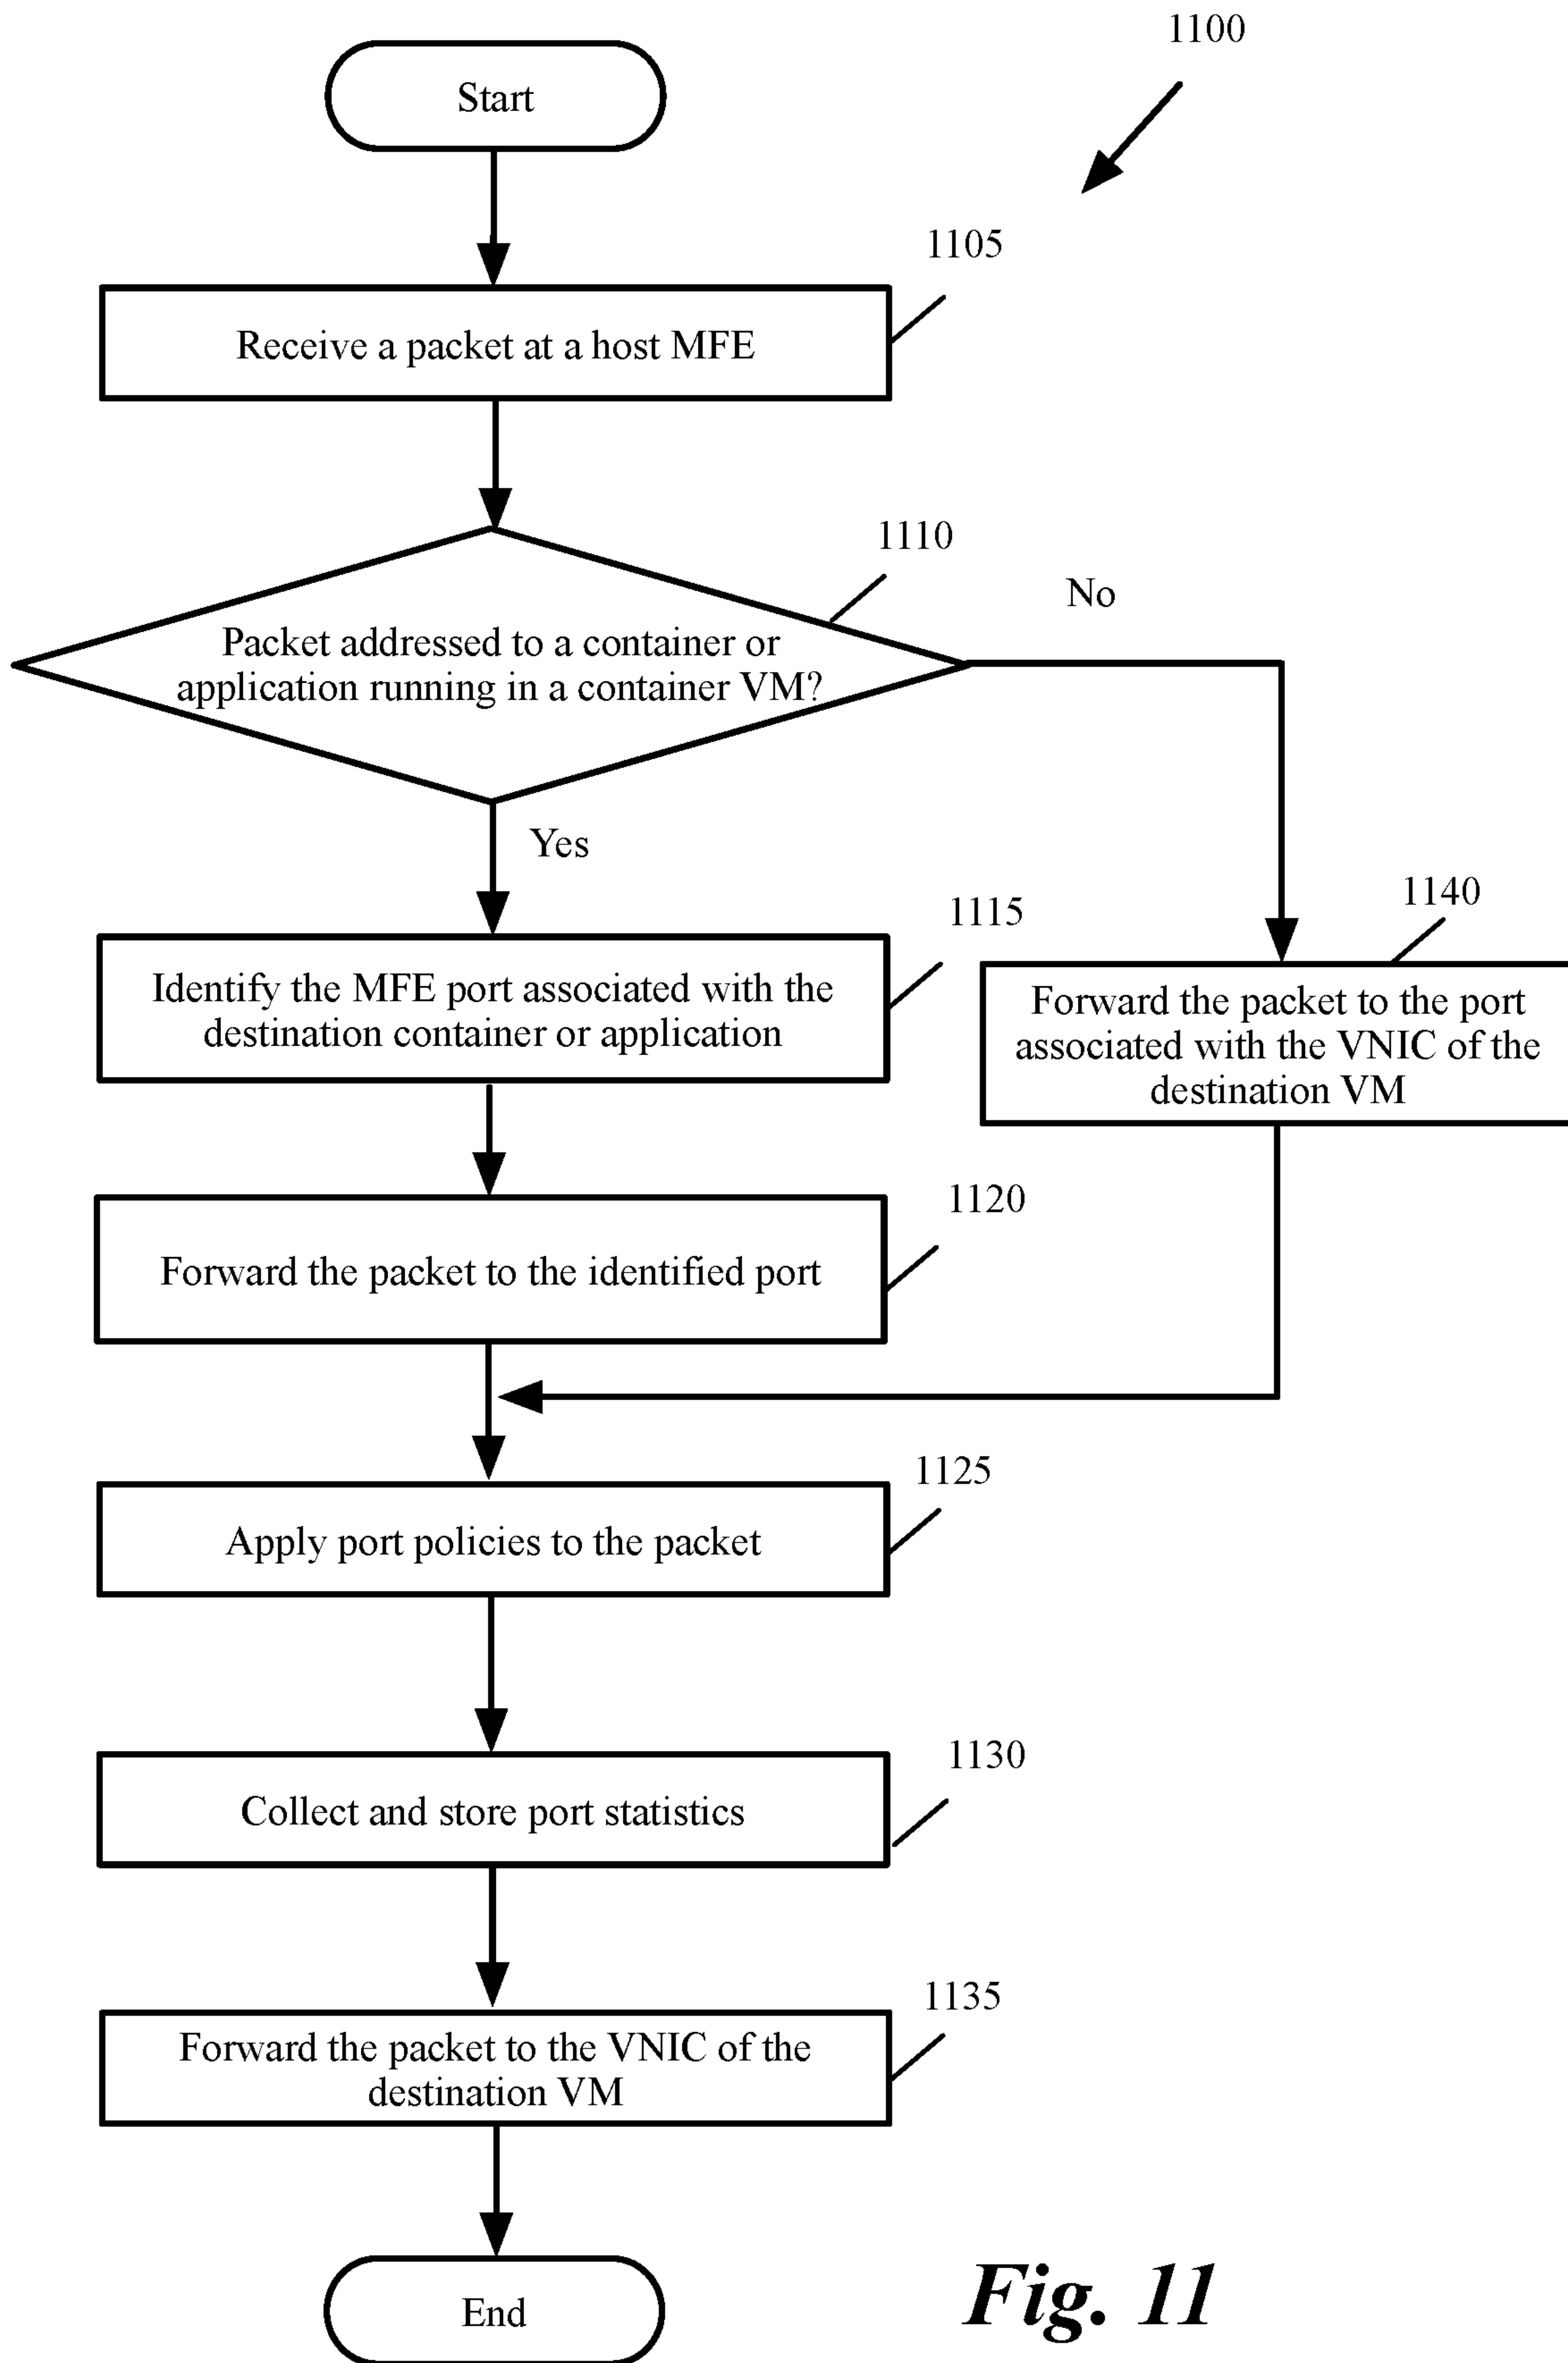 1100
Start
1105
Receive a packet at a host MFE
1110
No
Packet addressed to a container or
application running in a container VM?
Yes
1115
1140
Identify the MFE port associated with the
destination container or application
Forward the packet to the port
associated with the VNIC of the
destination VM
1120
Forward the packet to the identified port
1125
Apply port policies to the packet
1130
Collect and store port statistics
1135
Forward the packet to the VNIC of the
destination VM
End
Fig. 11